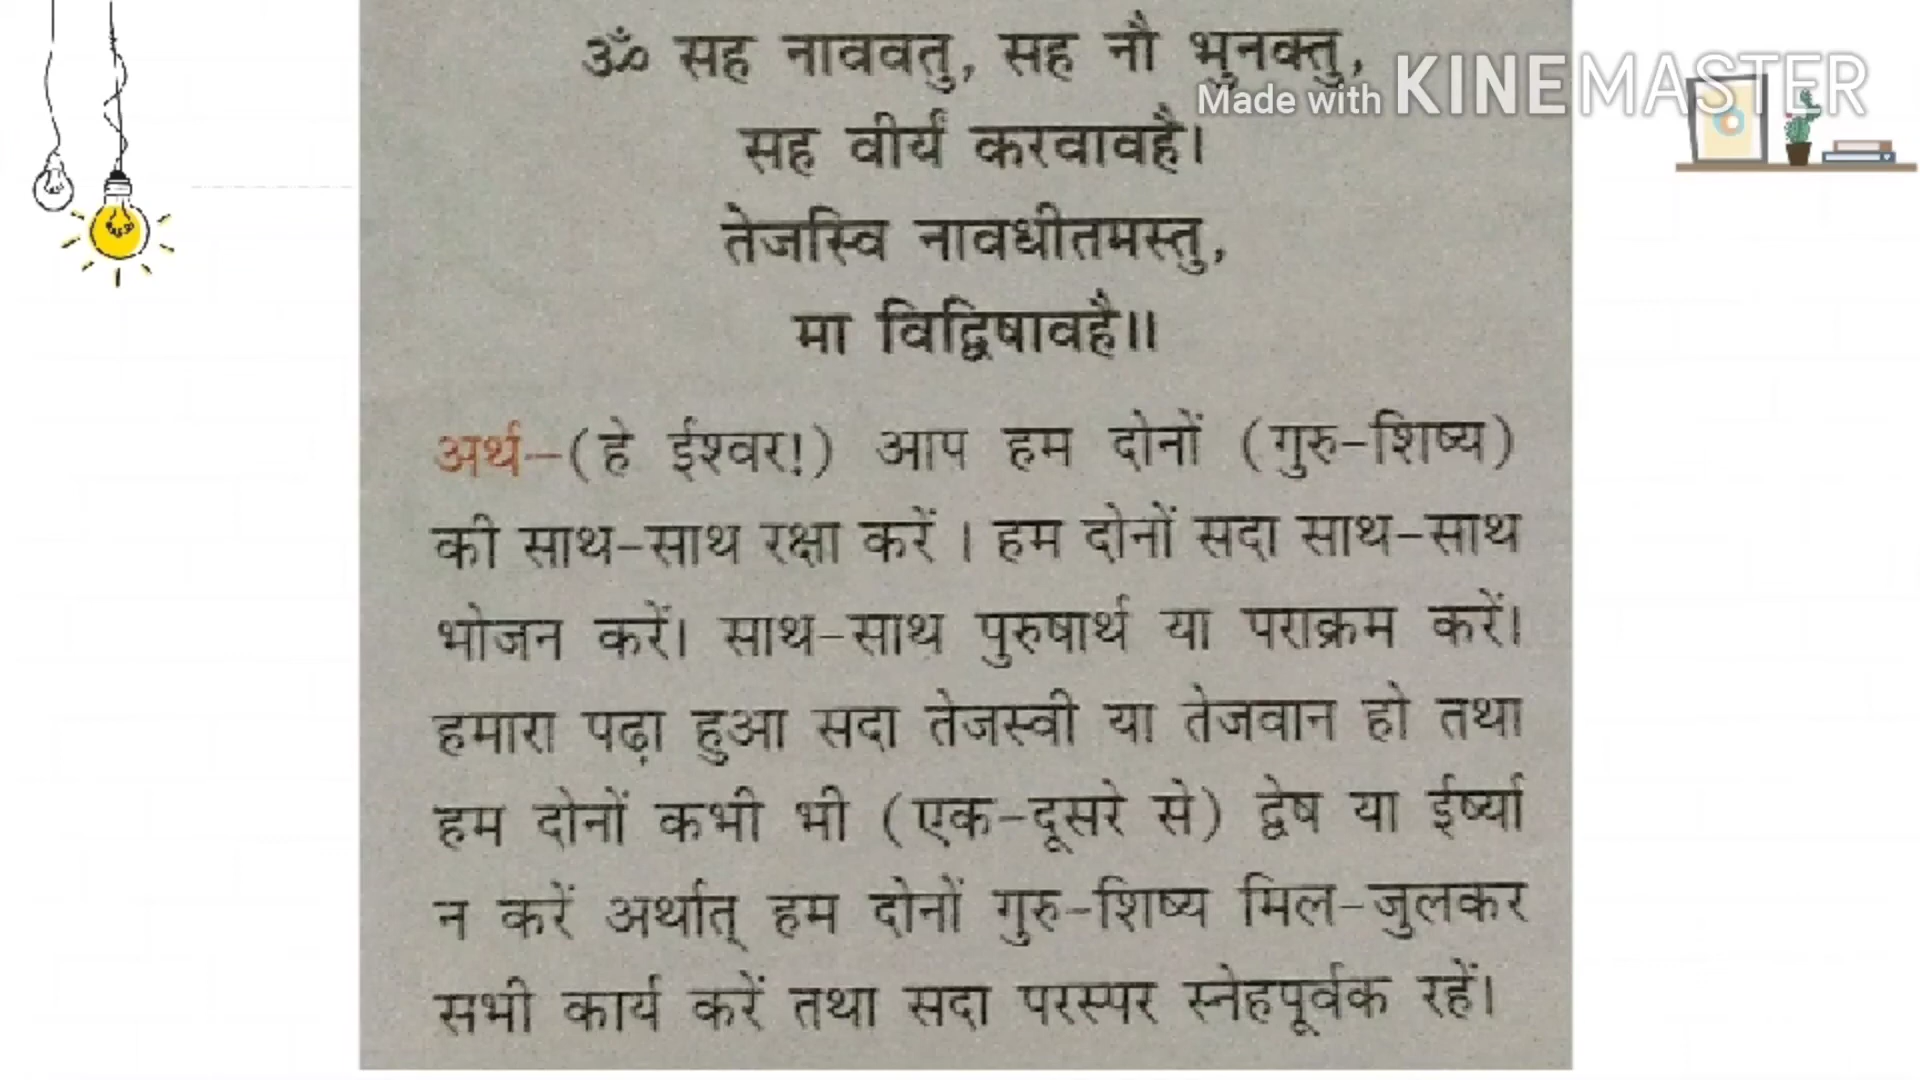 ॐ सह नाववतु, सह नौ भुनक्तु,
Made with KINEMASTER
सह वीर्यं करवावहै।
तेजस्वि नावधीतमस्तु,
मा विद्विषावहै॥
अर्थ–(हे ईश्वर!) आप हम दोनों (गुरु-शिष्य)
की साथ-साथ रक्षा करें । हम दोनों सदा साथ-साथ
भोजन करें। साथ-साथ पुरुषार्थ या पराक्रम करें।
हमारा पढ़ा हुआ सदा तेजस्वी या तेजवान हो तथा
हम दोनों कभी भी (एक-दूसरे से) द्वेष या ईर्ष्या
न करें अर्थात् हम दोनों गुरु-शिष्य मिल-जुलकर
सभी कार्य करें तथा सदा परस्पर स्नेहपूर्वक रहें।